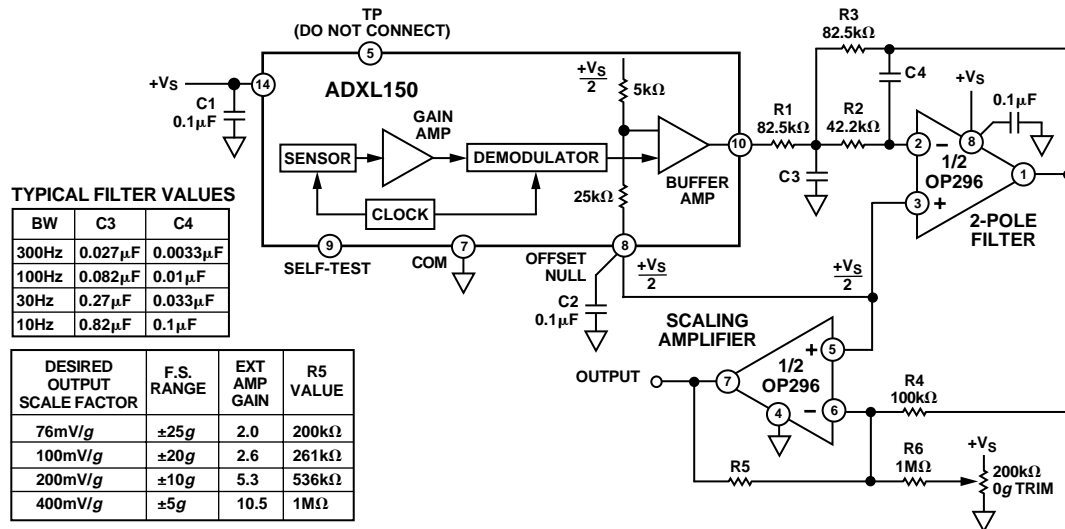 TP
(DO NOT CONNECT)
5
+VS
14
C1
0.1µF
ADXL150
+VS
2
5kΩ
GAIN
AMP
SENSOR
DEMODULATOR
CLOCK
BUFFER
AMP
25kΩ
10
9
SELF-TEST
7
COM
8
OFFSET
NULL
+VS
2
C2
0.1µF
R1
82.5kΩ
R3
82.5kΩ
C4
R2
42.2kΩ
C3
+VS
0.1µF
2
–
8
1/2
OP296
1
3
+
2-POLE
FILTER
+VS
2
SCALING
AMPLIFIER
OUTPUT
7
+
5
1/2
OP296
4
–
6
R4
100kΩ
R5
R6
1MΩ
+VS
200kΩ
0g TRIM
TYPICAL FILTER VALUES
BW C3 C4
300Hz 0.027µF 0.0033µF
100Hz 0.082µF 0.01µF
30Hz 0.27µF 0.033µF
10Hz 0.82µF 0.1µF
DESIRED
OUTPUT
SCALE FACTOR
F.S.
RANGE
EXT
AMP
GAIN
R5
VALUE
76mV/g ±25g 2.0 200kΩ
100mV/g ±20g 2.6 261kΩ
200mV/g ±10g 5.3 536kΩ
400mV/g ±5g 10.5 1MΩ